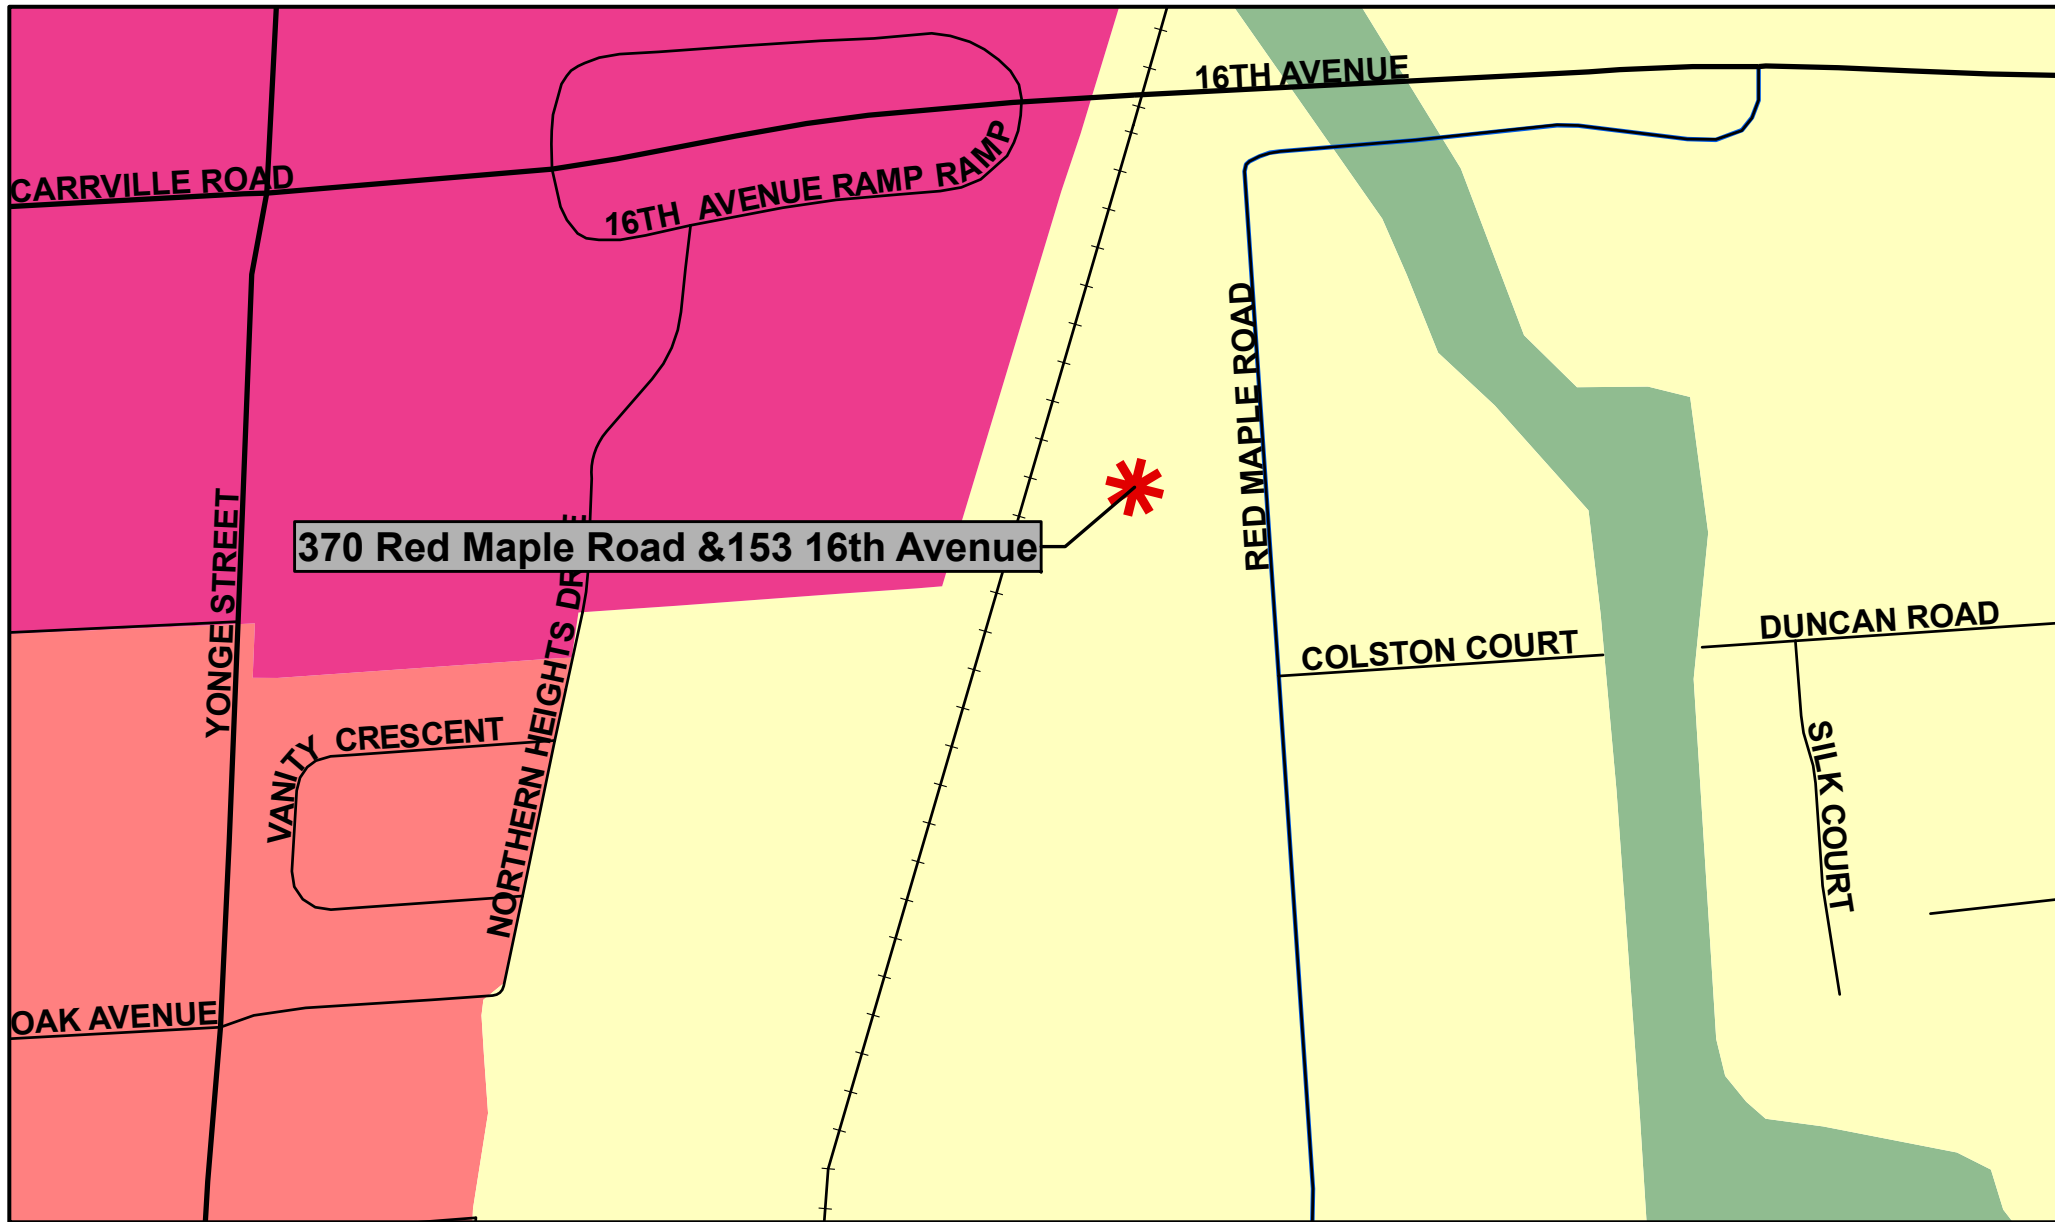 16TH AVENUE
CARRVILLE ROAD
16TH AVENUE RAMP RAMP
RED MAPLE ROAD
YONGE STREET
370 Red Maple Road &153 16th Avenue
NORTHERN HEIGHTS DRIVE
COLSTON COURT
DUNCAN ROAD
VANITY CRESCENT
SILK COURT
OAK AVENUE